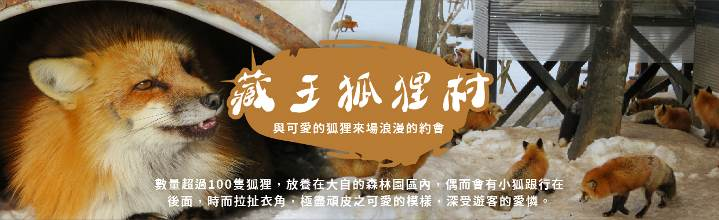 藏王狐狸村
與可愛的狐狸來場浪漫的約會
數量超過100隻狐狸，放養在大自的森林園區內，偶而會有小狐跟行在
後面，時而拉扯衣角，極盡頑皮之可愛的模樣，深受遊客的愛憐。